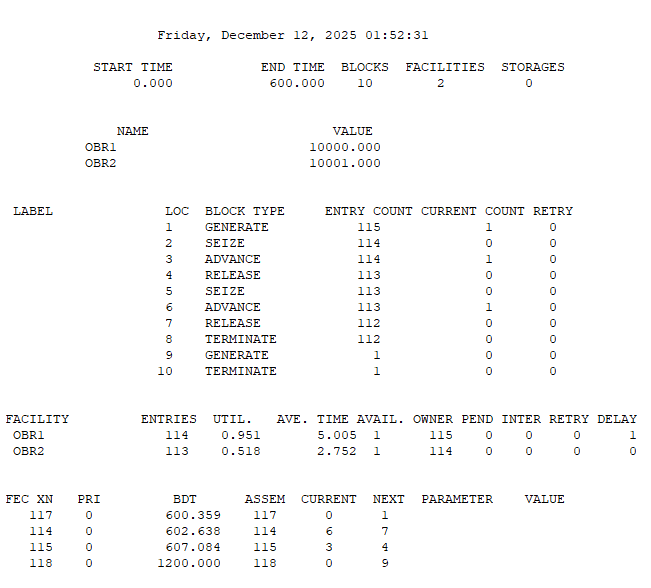 Friday, December 12, 2025 01:52:31
START TIME END TIME BLOCKS FACILITIES STORAGES
0.000 600.000 10 2 0
NAME VALUE
OBR1 10000.000
OBR2 10001.000
LABEL LOC BLOCK TYPE ENTRY COUNT CURRENT COUNT RETRY
1 GENERATE 115 1 0
2 SEIZE 114 0 0
3 ADVANCE 114 1 0
4 RELEASE 113 0 0
5 SEIZE 113 0 0
6 ADVANCE 113 1 0
7 RELEASE 112 0 0
8 TERMINATE 112 0 0
9 GENERATE 1 0 0
10 TERMINATE 1 0 0
FACILITY ENTRIES UTIL. AVE. TIME AVAIL. OWNER PEND INTER RETRY DELAY
OBR1 114 0.951 5.005 1 115 0 0 0 1
OBR2 113 0.518 2.752 1 114 0 0 0 0
FEC XN PRI BDT ASSEM CURRENT NEXT PARAMETER VALUE
117 0 600.359 117 0 1
114 0 602.638 114 6 7
115 0 607.084 115 3 4
118 0 1200.000 118 0 9